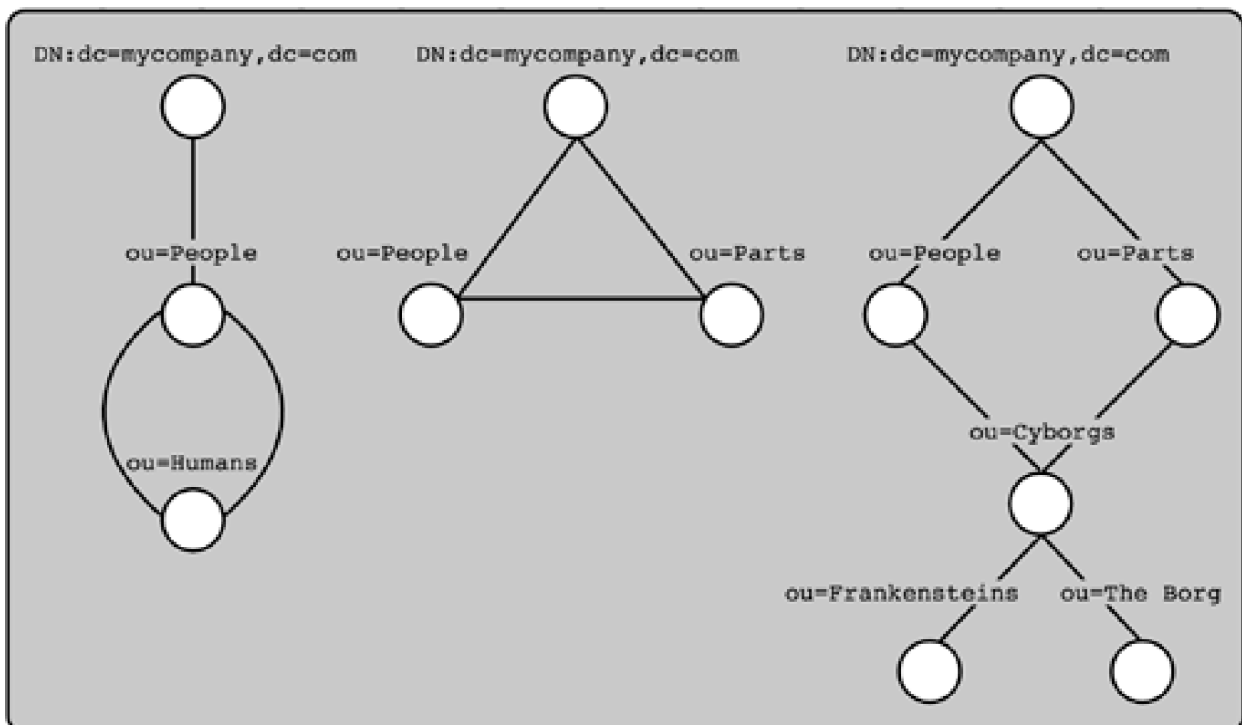 DN:dc=mycompany,dc=com
ou=People
ou=Humans
DN:dc=mycompany,dc=com
ou=People
ou=Parts
DN:dc=mycompany,dc=com
ou=People
ou=Parts
ou=Cyborgs
ou=Frankensteins
ou=The Borg